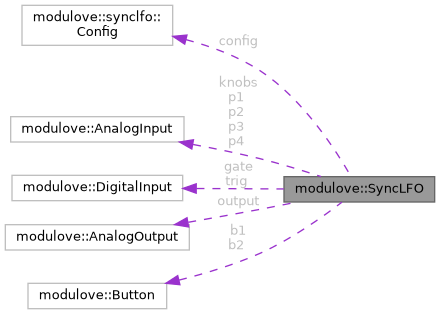 modulove::synclfo::
Config
config
knobs
p1
p2
p3
p4
modulove::AnalogInput
gate
trig
modulove::DigitalInput
modulove::SyncLFO
output
modulove::AnalogOutput
b1
b2
modulove::Button